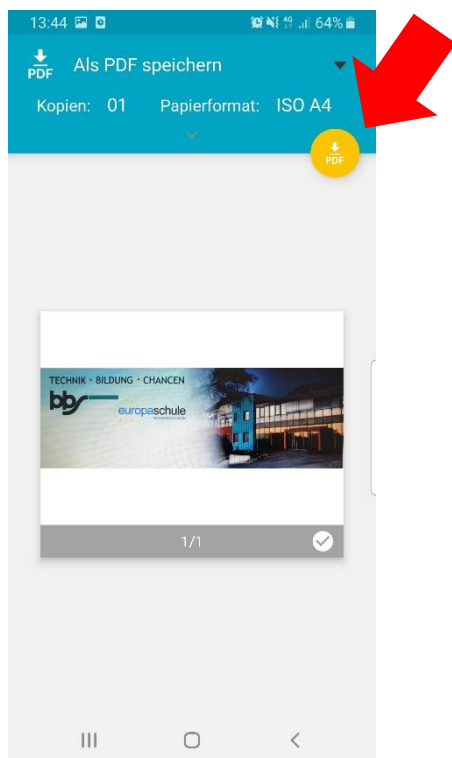 13:44 4G 64%
PDF Als PDF speichern
Kopien: 01 Papierformat: ISO A4
PDF
TECHNIK • BILDUNG • CHANCEN
bbs europaschule
1/1